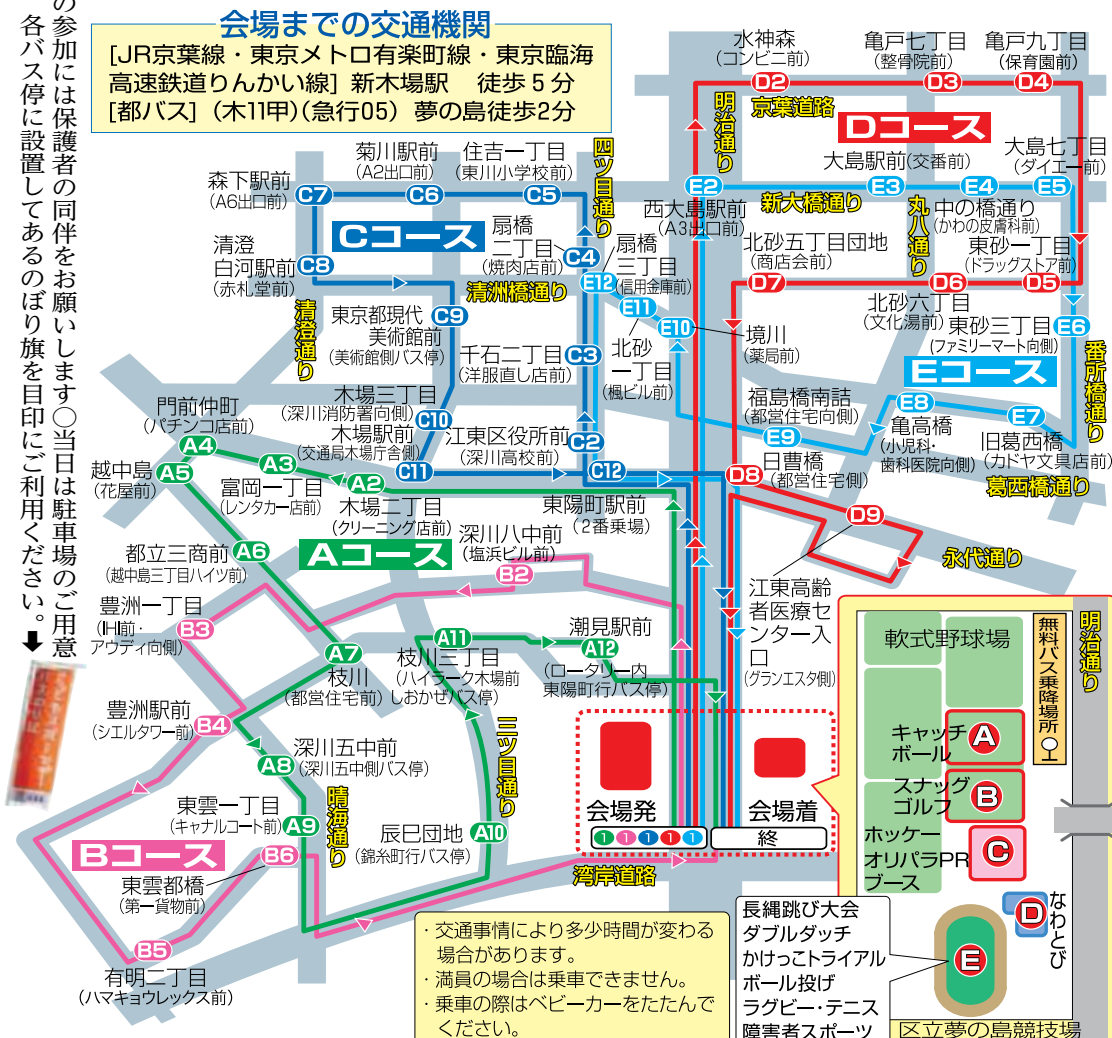 の参加には保護者の同伴をお願いします○当日は駐車場のご用意
各バス停に設置してあるのぼり旗を目印にご利用ください。⬇
会場までの交通機関
[JR京葉線・東京メトロ有楽町線・東京臨海
高速鉄道りんかい線] 新木場駅 徒歩5分
[都バス] (木11甲)(急行05) 夢の島徒歩2分
水神森
(コンビニ前)
D2
亀戸七丁目
(整骨院前)
D3
亀戸九丁目
(保育園前)
D4
明治通り
京葉道路
Dコース
大島駅前(交番前)
大島七丁目
(ダイエー前)
E2
E3
E4
E5
西大島駅前
(A3出口前)
新大橋通り
丸八通り
中の橋通り
(かわの皮膚科前)
北砂五丁目団地
(商店会前)
東砂一丁目
(ドラッグストア前)
D7
D6
D5
北砂六丁目
(文化湯前)
東砂三丁目
(ファミリーマート向側)
E6
Eコース
番所橋通り
菊川駅前
(A2出口前)
住吉一丁目
(東川小学校前)
四ツ目通り
森下駅前
(A6出口前)
C7
C6
C5
Cコース
扇橋
二丁目
(焼肉店前)
C4
扇橋
三丁目
(信用金庫前)
E12
清澄
白河駅前
(赤札堂前)
C8
清洲橋通り
清澄通り
E11
E10
東京都現代
美術館前
(美術館側バス停)
C9
千石二丁目
(洋服直し店前)
C3
北砂
一丁目
(楓ビル前)
境川
(薬局前)
福島橋南詰
(都営住宅向側)
E9
E8
亀高橋
(小児科・
歯科医院向側)
E7
旧葛西橋
(カドヤ文具店前)
葛西橋通り
木場三丁目
(深川消防署向側)
C10
木場駅前
(交通局木場庁舎側)
C11
江東区役所前
(深川高校前)
C2
C12
D8
日曹橋
(都営住宅側)
D9
永代通り
東陽町駅前
(2番乗場)
江東高齢
者医療セ
ンター入
口
(グランエスタ側)
門前仲町
(パチンコ店前)
A4
越中島
(花屋前)
A5
A3
富岡一丁目
(レンタカー店前)
A2
木場二丁目
(クリーニング店前)
Aコース
深川八中前
(塩浜ビル前)
B2
都立三商前
(越中島三丁目ハイツ前)
A6
豊洲一丁目
(IHI前・
アウディ向側)
B3
A7
枝川
(都営住宅前)
A11
枝川三丁目
(ハイラーク木場前
しおかぜバス停)
潮見駅前
A12
(ロータリー内
東陽町行バス停)
豊洲駅前
(シエルタワー前)
B4
深川五中前
(深川五中側バス停)
A8
三ツ目通り
東雲一丁目
(キャナルコート前)
A9
晴海通り
辰巳団地
(錦糸町行バス停)
A10
Bコース
B6
東雲都橋
(第一貨物前)
B5
有明二丁目
(ハマキョウレックス前)
湾岸道路
会場発
1 1 1 1 1
会場着
終
・交通事情により多少時間が変わる
場合があります。
・満員の場合は乗車できません。
・乗車の際はベビーカーをたたんで
ください。
軟式野球場
無料バス乗降場所
明治通り
キャッチ
ボール
A
スナッグ
ゴルフ
B
ホッケー
オリパラPR
ブース
C
D
なわとび
E
長縄跳び大会
ダブルダッチ
かけっこトライアル
ボール投げ
ラグビー・テニス
障害者スポーツ
区立夢の島競技場